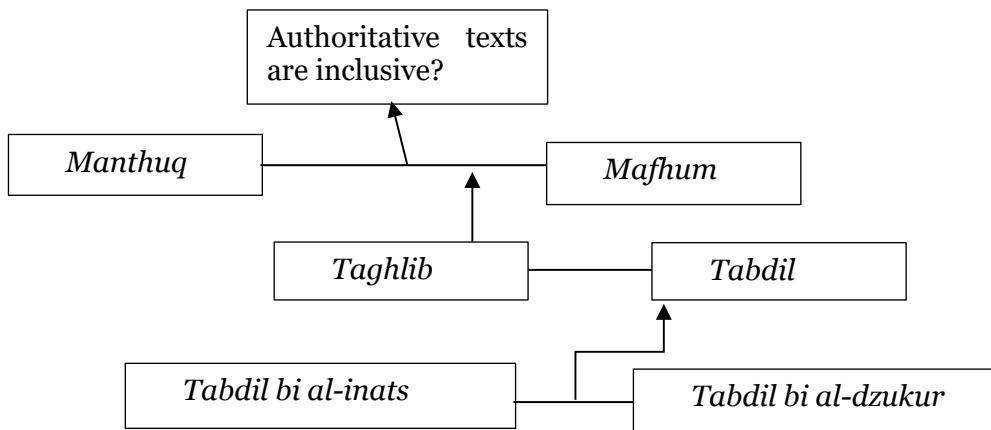 Authoritative texts
are inclusive?
Manthuq
Mafhum
Taghlib
Tabdil
Tabdil bi al-inats
Tabdil bi al-dzukur